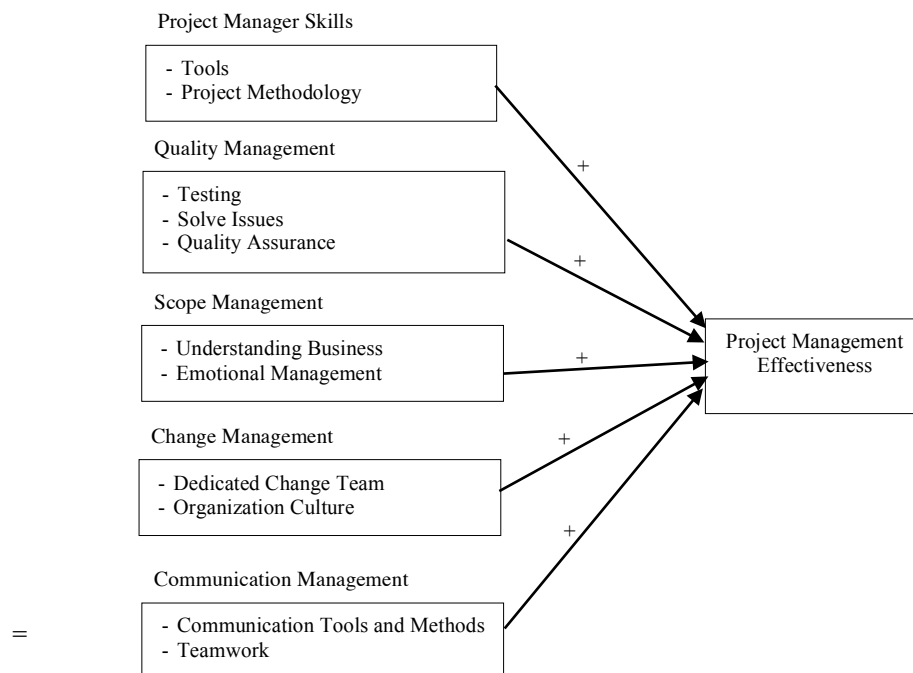 Project Manager Skills
- Tools
- Project Methodology
+
Quality Management
- Testing
- Solve Issues
- Quality Assurance
+
Scope Management
- Understanding Business
- Emotional Management
+
Project Management
Effectiveness
Change Management
+
- Dedicated Change Team
- Organization Culture
+
Communication Management
=
- Communication Tools and Methods
- Teamwork